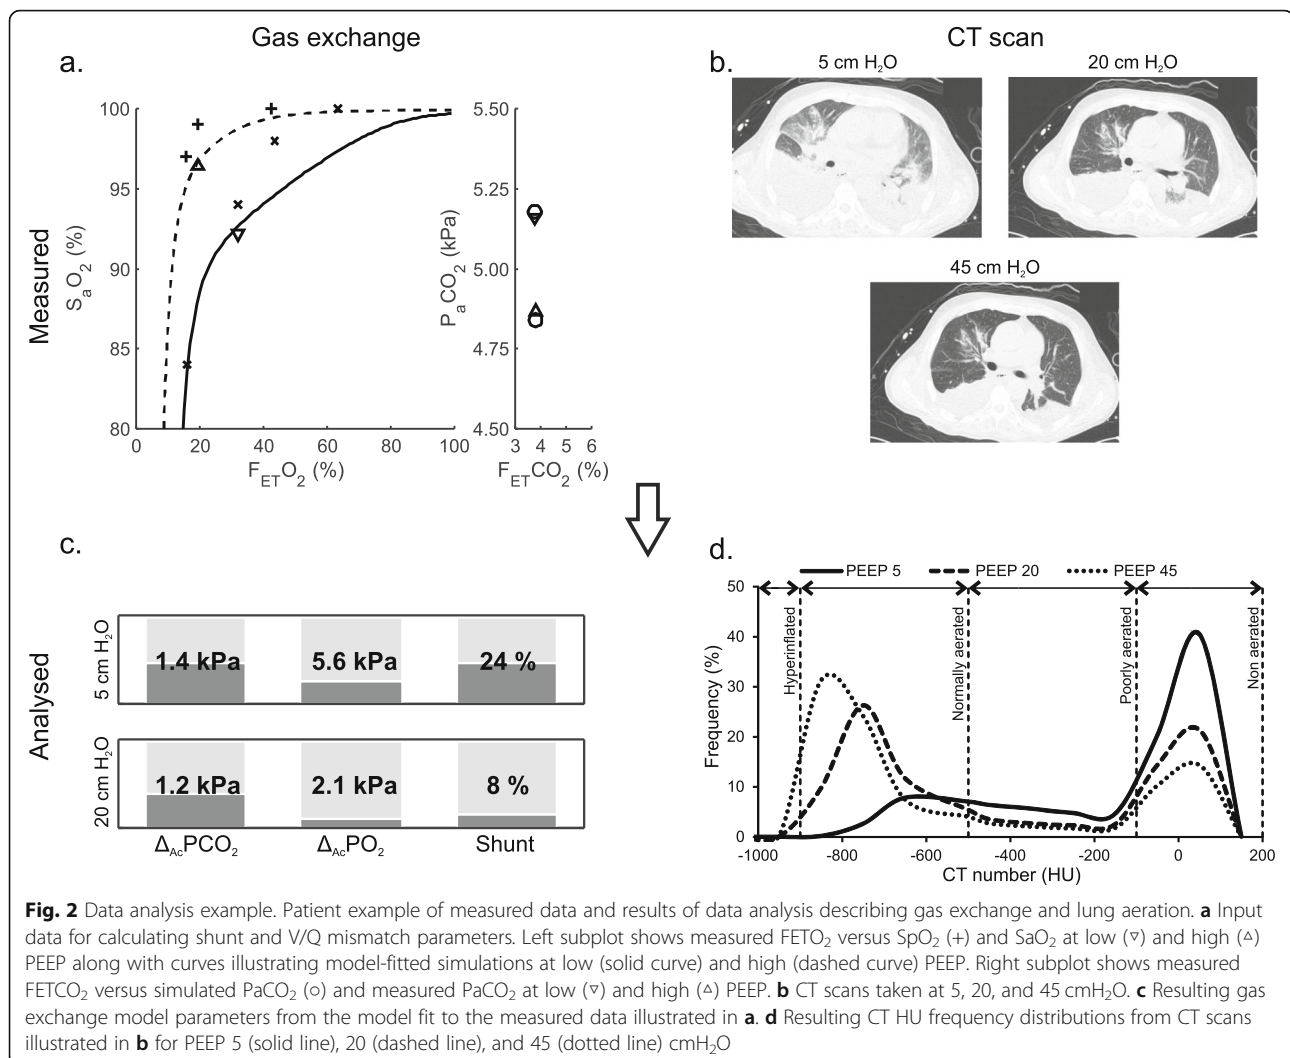 Gas exchange
CT scan
a.
b.
5 cm H₂O
20 cm H₂O
45 cm H₂O
Measured
SaO₂ (%)
100
95
90
85
80
0 20 40 60 80 100
FETO₂ (%)
PaCO₂ (kPa)
5.50
5.25
5.00
4.75
4.50
3 4 5 6
FETCO₂ (%)
c.
Analysed
5 cm H₂O
1.4 kPa 5.6 kPa 24 %
20 cm H₂O
1.2 kPa 2.1 kPa 8 %
ΔAcPCO₂ ΔAcPO₂ Shunt
d.
PEEP 5 PEEP 20 PEEP 45
Frequency (%)
50
40
30
20
10
0
Hyperinflated
Normally aerated
Poorly aerated
Non aerated
-1000 -800 -600 -400 -200 0 200
CT number (HU)
Fig. 2 Data analysis example. Patient example of measured data and results of data analysis describing gas exchange and lung aeration. a Input
data for calculating shunt and V/Q mismatch parameters. Left subplot shows measured FETO₂ versus SpO₂ (+) and SaO₂ at low (▿) and high (▵)
PEEP along with curves illustrating model-fitted simulations at low (solid curve) and high (dashed curve) PEEP. Right subplot shows measured
FETCO₂ versus simulated PaCO₂ (○) and measured PaCO₂ at low (▿) and high (▵) PEEP. b CT scans taken at 5, 20, and 45 cmH₂O. c Resulting gas
exchange model parameters from the model fit to the measured data illustrated in a. d Resulting CT HU frequency distributions from CT scans
illustrated in b for PEEP 5 (solid line), 20 (dashed line), and 45 (dotted line) cmH₂O